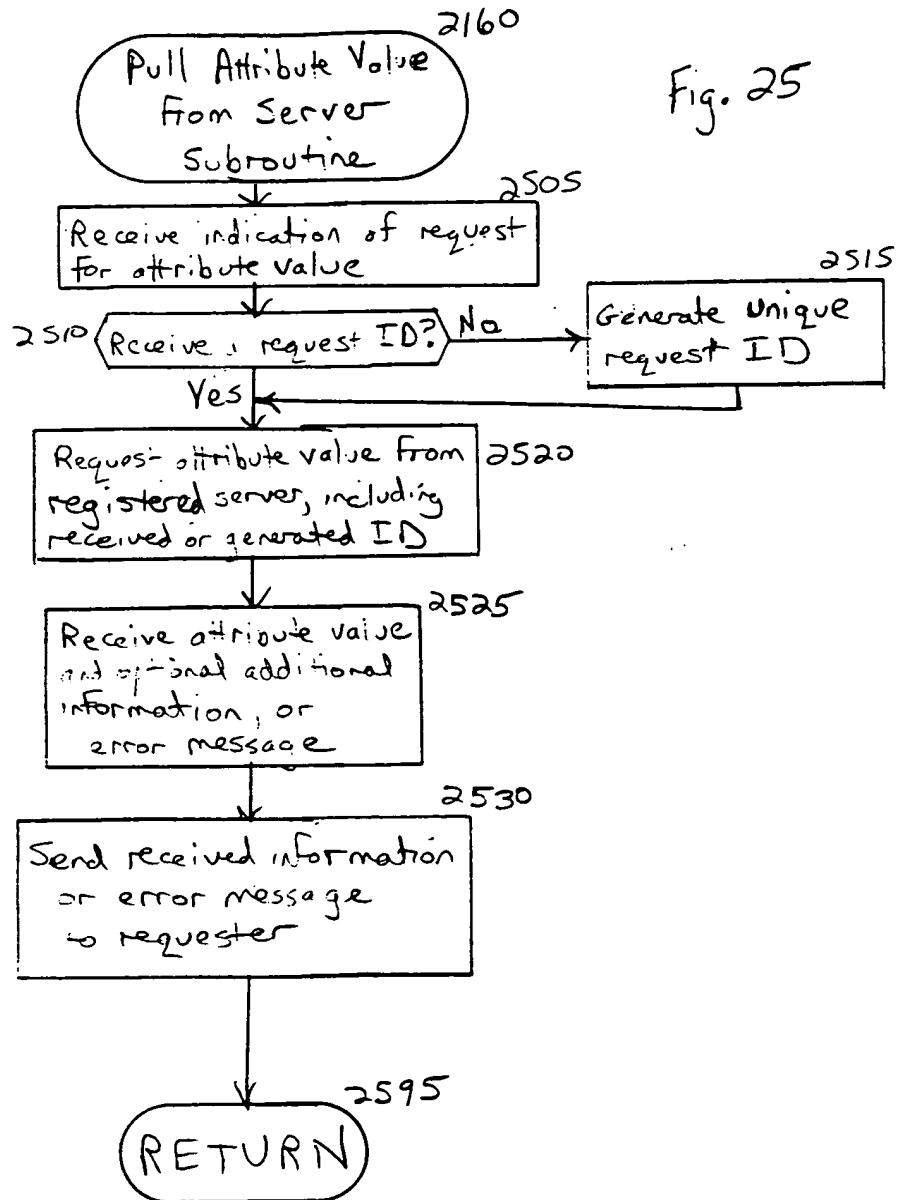 2160
Pull Attribute Value
From Server
Subroutine
Fig. 25
2505
Receive indication of request
for attribute value
2515
2510
Receive request ID?
No
Generate Unique
request ID
Yes
Request attribute value from
registered server, including
received or generated ID
2520
2525
Receive attribute value
and optional additional
information, or
error message
2530
Send received information
or error message
to requester
2595
RETURN